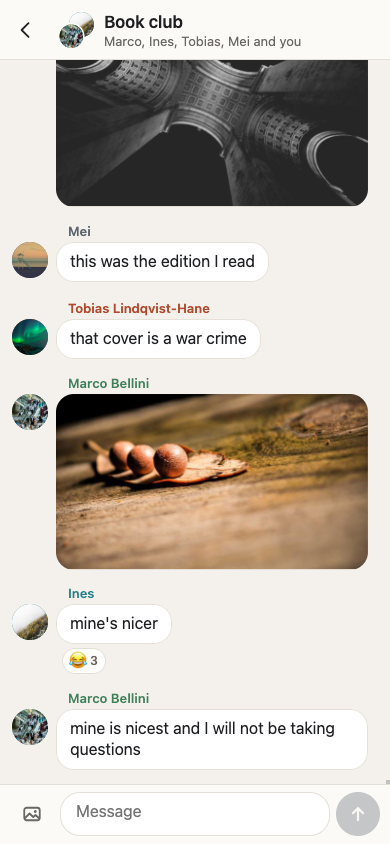 Book club
Marco, Ines, Tobias, Mei and you
Mei
this was the edition I read
Tobias Lindqvist-Hane
that cover is a war crime
Marco Bellini
Ines
mine's nicer
😂 3
Marco Bellini
mine is nicest and I will not be taking
questions
Message